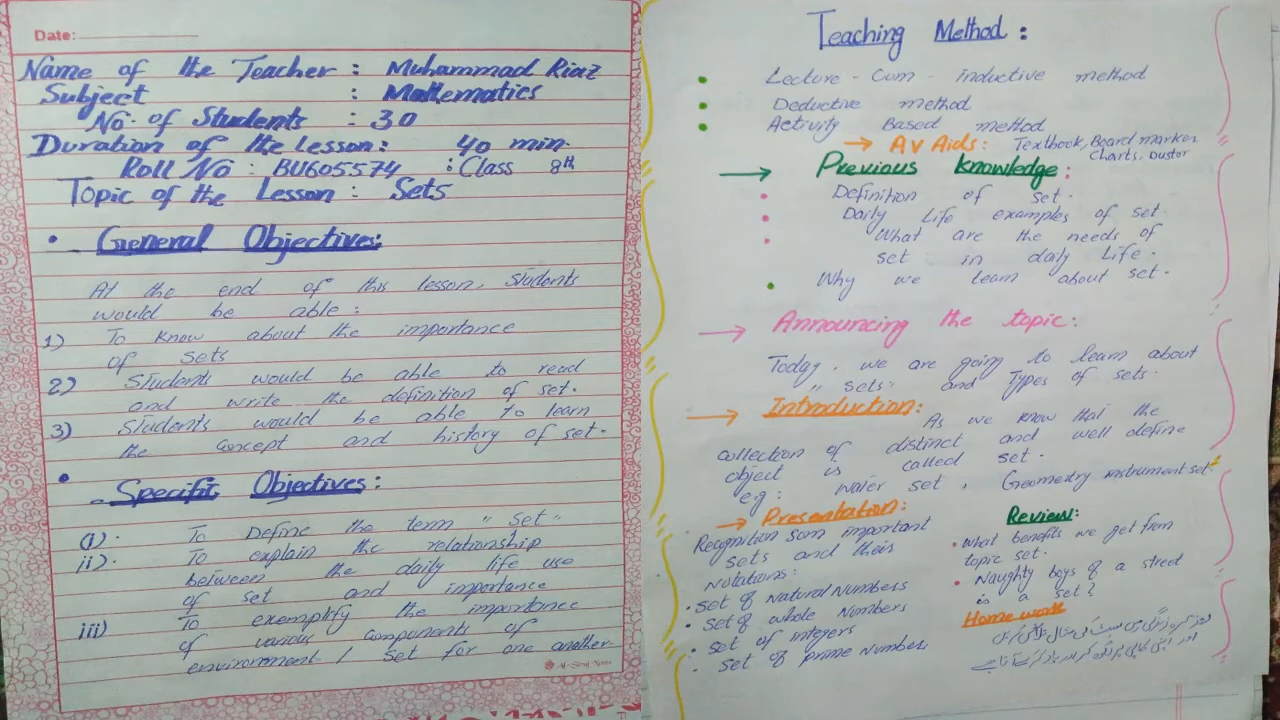 Date:
Name of the Teacher : Muhammad Riaz
Subject : Mathematics
No. of Students : 30
Duration of the Lesson : 40 min.
Roll No : BU605574 : Class 8th
Topic of the Lesson : Sets
• General Objectives:
At the end of this lesson, Students
would be able :
1) To know about the importance
of sets
2) Students would be able to read
and write the definition of set.
3) Students would be able to learn
the concept and history of set.
• Specific Objectives :
(i). To Define the term " Set "
ii). To explain the relationship
between the daily life use
of set and importance
iii) To exemplify the importance
of various components of
environment / Set for one another
Al-Siraj Notes
Teaching Method :
• Lecture - Cum - inductive method
• Deductive method
• Activity Based method
→ AV Aids : Textbook, Board marker
Charts, Dustor
→ Previous Knowledge :
• Definition of set.
• Daily Life examples of set.
• What are the needs of
set in daily Life.
• Why we learn about set.
→ Announcing the topic :
Today, we are going to learn about
" sets " and Types of sets.
→ Introduction :
As we know that the
collection of distinct and well define
object is called set.
e.g : water set , Geometry instrument set
→ Presentation :
Recognition som important
sets and their
Notations :
• Set of Natural Numbers
• Set of whole Numbers
• set of integers
• set of prime Numbers
Review :
• What benefits we get from
topic set.
• Naughty boys of a street
is a set ?
Home work